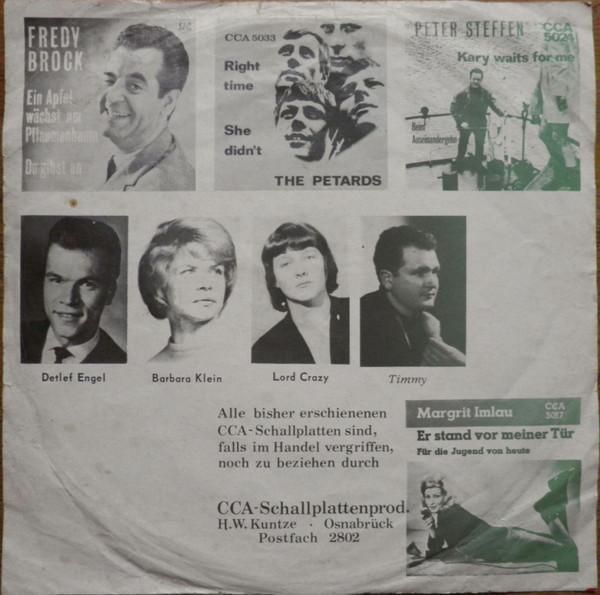 FREDY
BROCK
Ein Apfel
wächst am
Pflaumenbaum
Du gibst an
CCA 5033
Right
time
She
didn't
THE PETARDS
PETER STEFFEN
CCA
5024
Kary waits for me
Beim
Auseinandergehn
Detlef Engel
Barbara Klein
Lord Crazy
Timmy
Alle bisher erschienenen
CCA-Schallplatten sind,
falls im Handel vergriffen,
noch zu beziehen durch
CCA-Schallplattenprod.
H.W. Kuntze · Osnabrück
Postfach 2802
Margrit Imlau
CCA
Er stand vor meiner Tür
Für die Jugend von heute